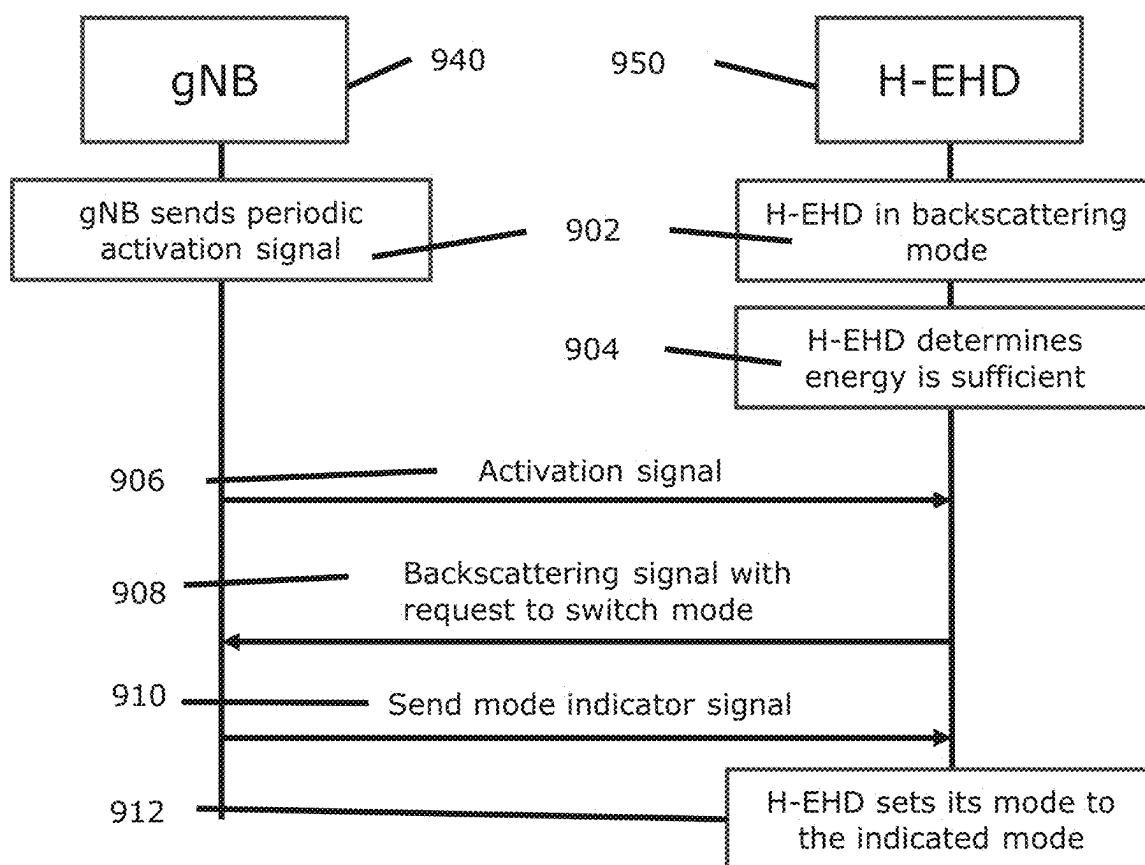 gNB
940
950
H-EHD
gNB sends periodic
activation signal
902
H-EHD in backscattering
mode
904
H-EHD determines
energy is sufficient
906
Activation signal
908
Backscattering signal with
request to switch mode
910
Send mode indicator signal
912
H-EHD sets its mode to
the indicated mode